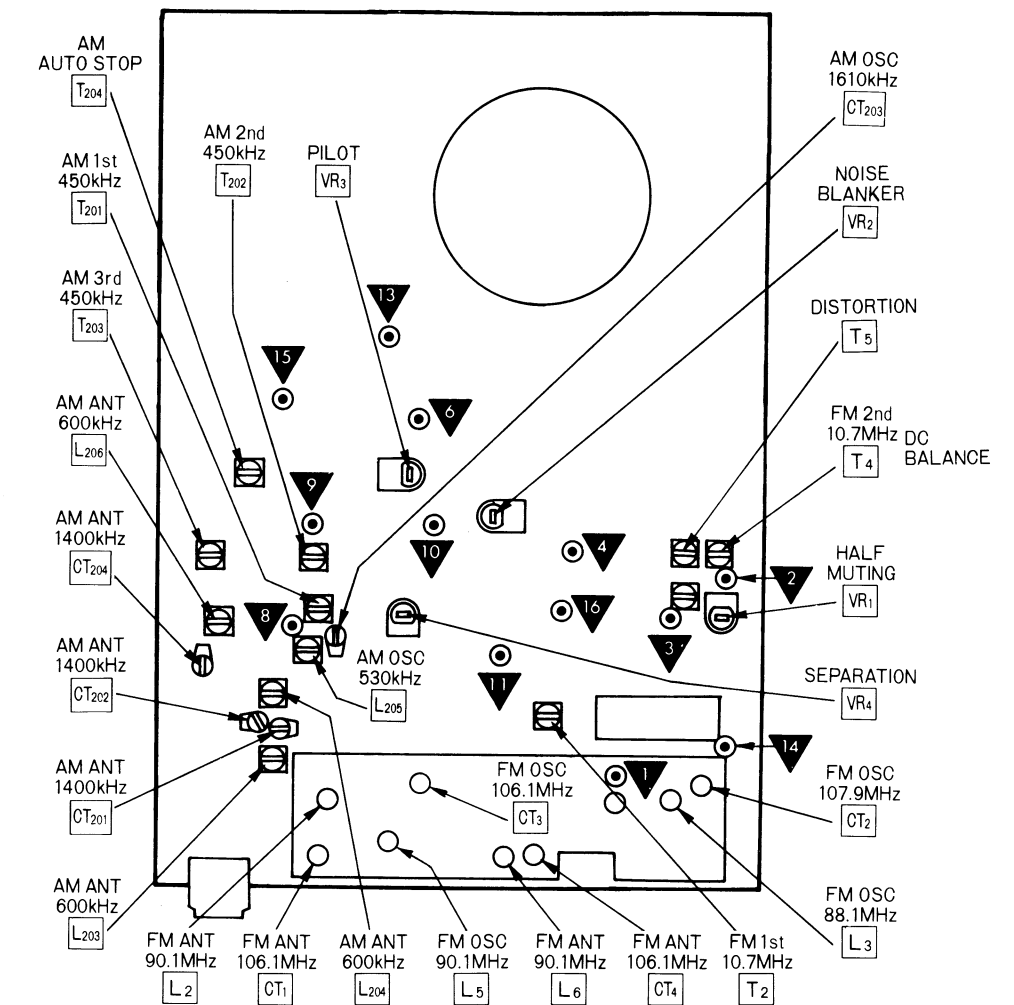 AM
AUTO STOP
T204
AM 1st
450kHz
T201
AM 2nd
450kHz
T202
PILOT
VR3
AM OSC
1610kHz
CT203
NOISE
BLANKER
VR2
AM 3rd
450kHz
T203
DISTORTION
T5
AM ANT
600kHz
L206
FM 2nd
10.7MHz
T4
DC
BALANCE
AM ANT
1400kHz
CT204
HALF
MUTING
VR1
AM ANT
1400kHz
CT202
AM OSC
530kHz
L205
SEPARATION
VR4
AM ANT
1400kHz
CT201
FM OSC
106.1MHz
CT3
FM OSC
107.9MHz
CT2
AM ANT
600kHz
L203
FM OSC
88.1MHz
L3
FM ANT
90.1MHz
L2
FM ANT
106.1MHz
CT1
AM ANT
600kHz
L204
FM OSC
90.1MHz
L5
FM ANT
90.1MHz
L6
FM ANT
106.1MHz
CT4
FM 1st
10.7MHz
T2
13
15
6
9
10
4
2
8
16
3
11
14
1